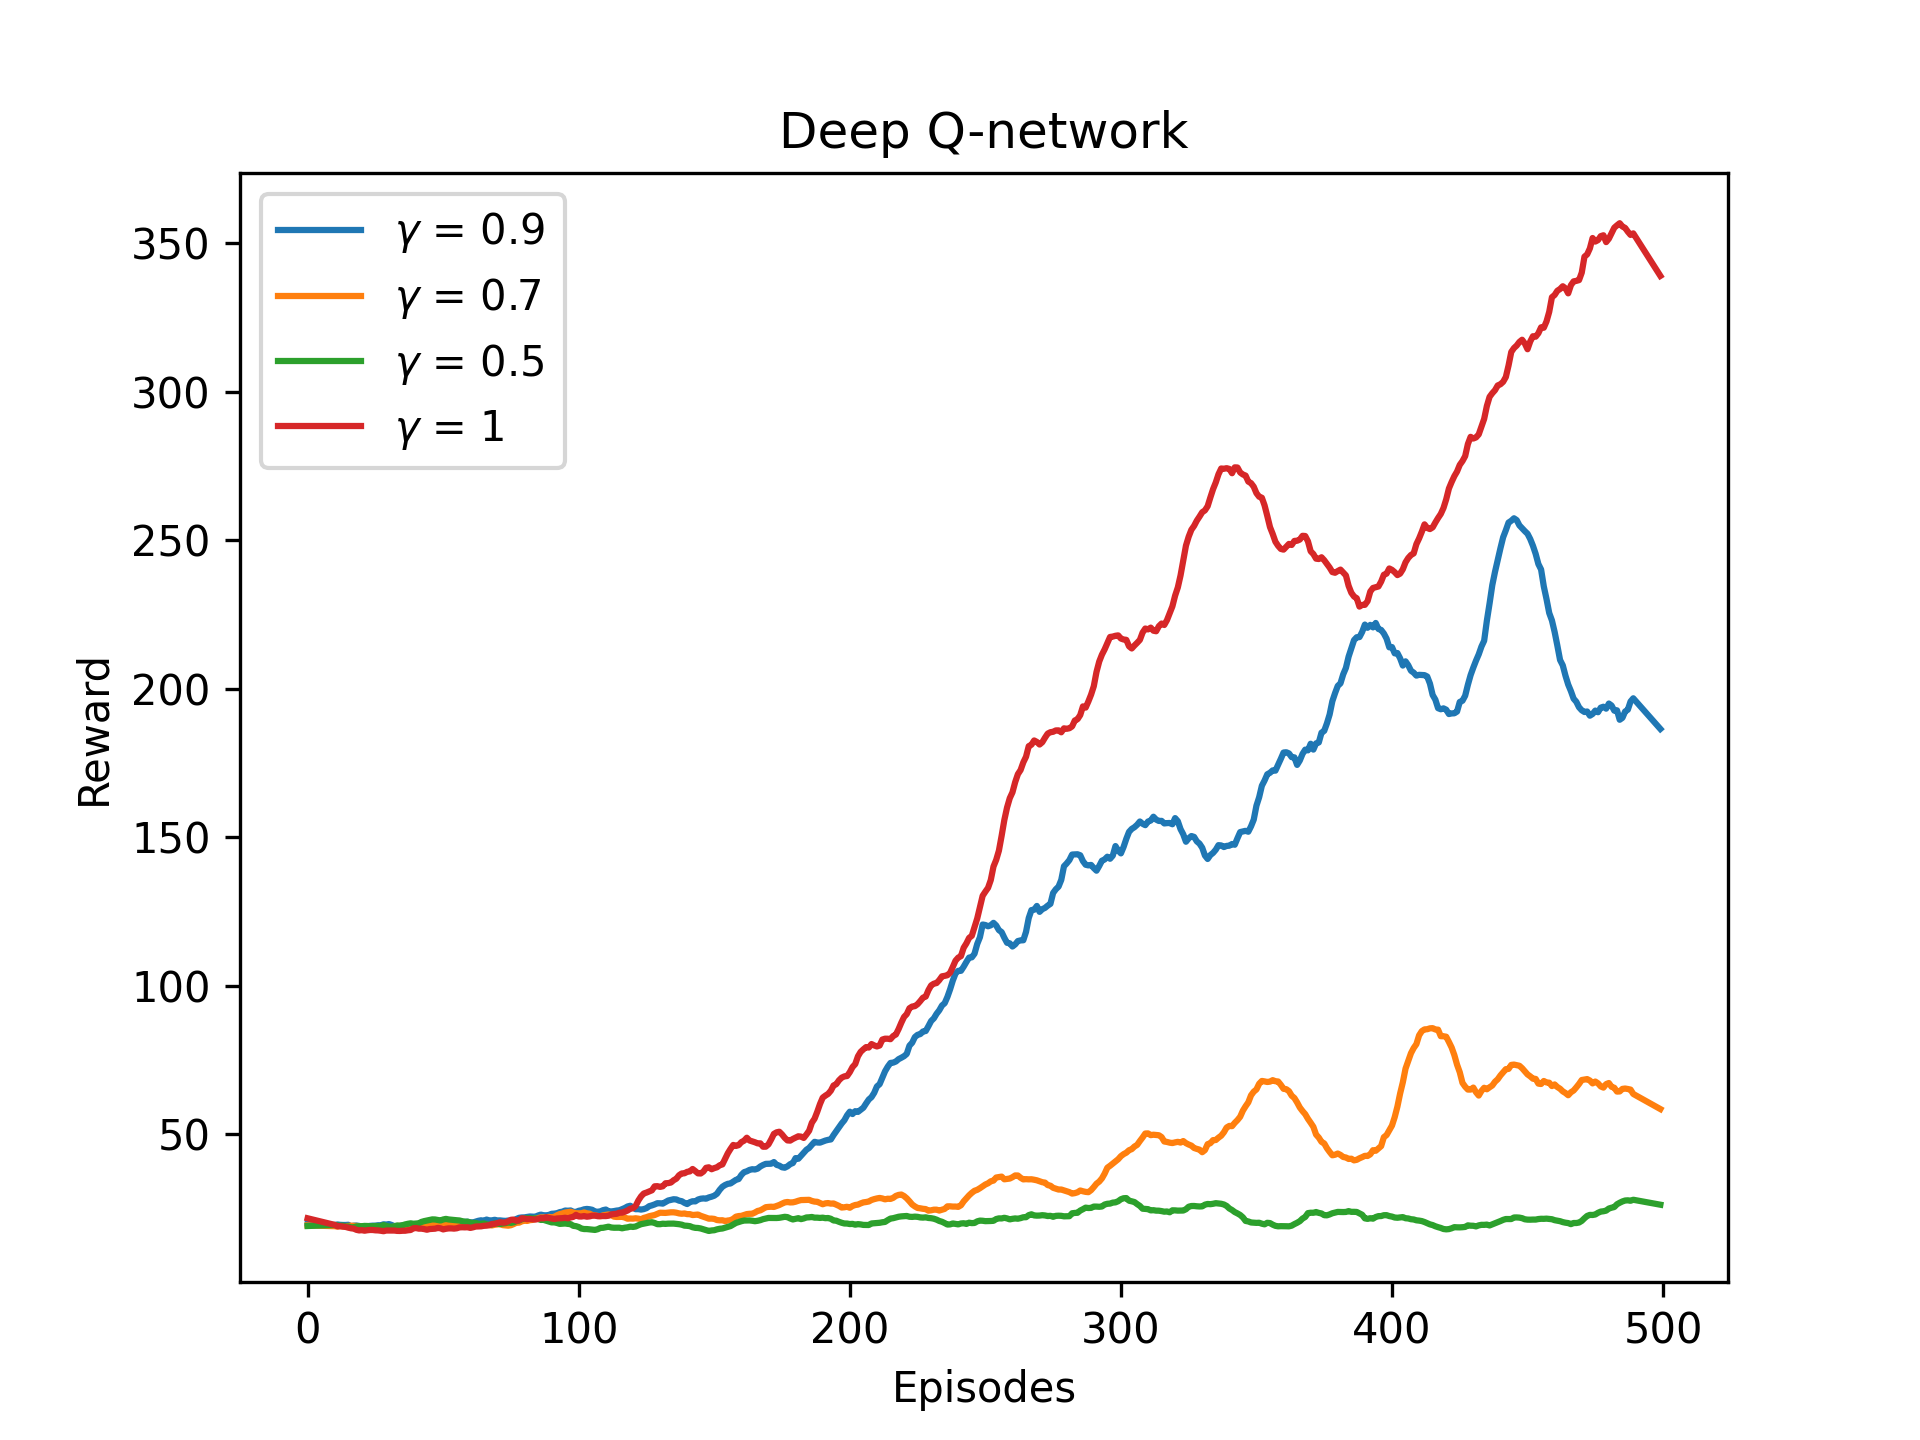 Deep Q-network
γ = 0.9
γ = 0.7
γ = 0.5
γ = 1
350
300
250
200
150
100
50
Reward
0 100 200 300 400 500
Episodes